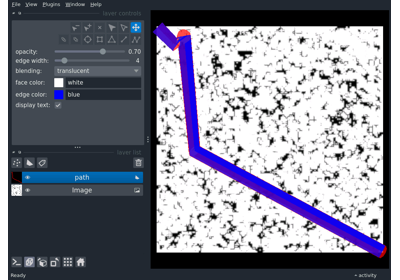 File View Plugins Window Help
layer controls
opacity: 0.70
edge width: 4
blending: translucent
face color: white
edge color: blue
display text:
layer list
path
Image
Ready
activity